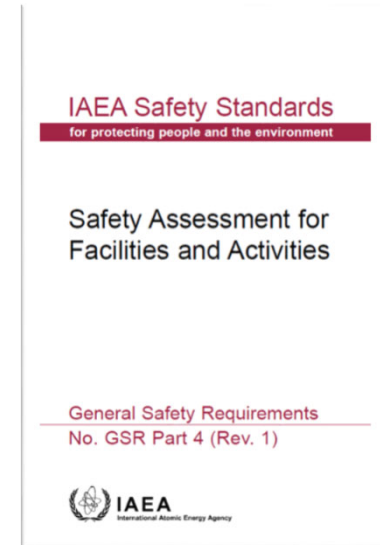 IAEA Safety Standards
for protecting people and the environment
Safety Assessment for
Facilities and Activities
General Safety Requirements
No. GSR Part 4 (Rev. 1)
IAEA
International Atomic Energy Agency